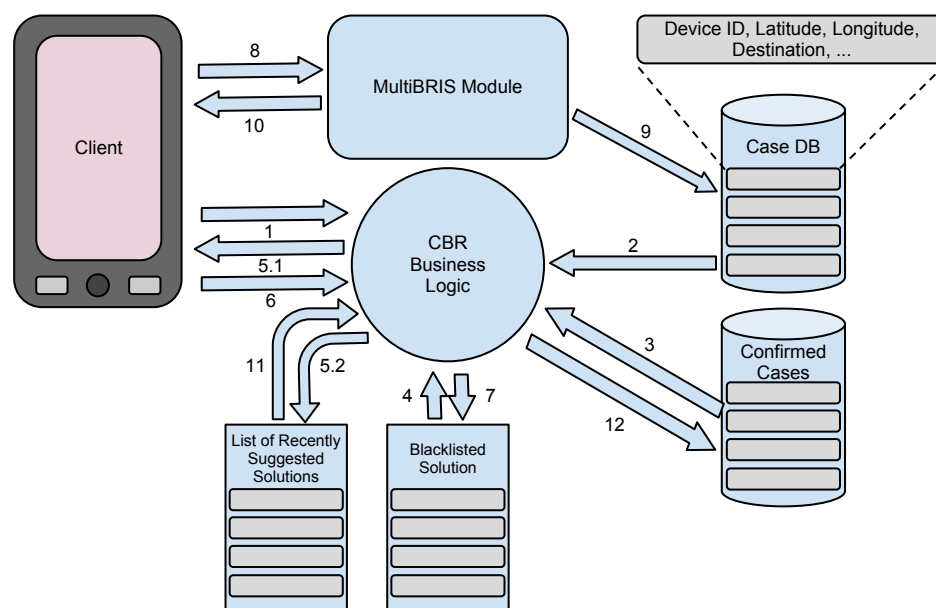 Device ID, Latitude, Longitude,
Destination, ...
8
MultiBRIS Module
10
9
Client
Case DB
1
CBR
Business
Logic
2
5.1
6
3
Confirmed
Cases
11
5.2
4
7
12
List of Recently
Suggested
Solutions
Blacklisted
Solution